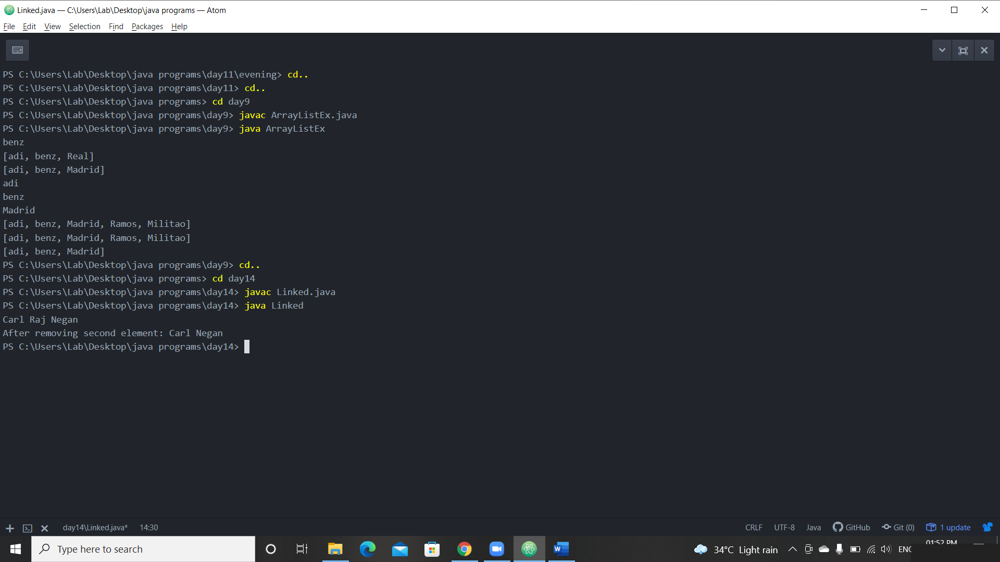 Linked.java — C:\Users\Lab\Desktop\java programs — Atom
File Edit View Selection Find Packages Help
PS C:\Users\Lab\Desktop\java programs\day11\evening> cd..
PS C:\Users\Lab\Desktop\java programs\day11> cd..
PS C:\Users\Lab\Desktop\java programs> cd day9
PS C:\Users\Lab\Desktop\java programs\day9> javac ArrayListEx.java
PS C:\Users\Lab\Desktop\java programs\day9> java ArrayListEx
benz
[adi, benz, Real]
[adi, benz, Madrid]
adi
benz
Madrid
[adi, benz, Madrid, Ramos, Militao]
[adi, benz, Madrid, Ramos, Militao]
[adi, benz, Madrid]
PS C:\Users\Lab\Desktop\java programs\day9> cd..
PS C:\Users\Lab\Desktop\java programs> cd day14
PS C:\Users\Lab\Desktop\java programs\day14> javac Linked.java
PS C:\Users\Lab\Desktop\java programs\day14> java Linked
Carl Raj Negan
After removing second element: Carl Negan
PS C:\Users\Lab\Desktop\java programs\day14>
day14\Linked.java* 14:30 CRLF UTF-8 Java GitHub Git (0) 1 update
Type here to search 34°C Light rain ENG 01:52 PM